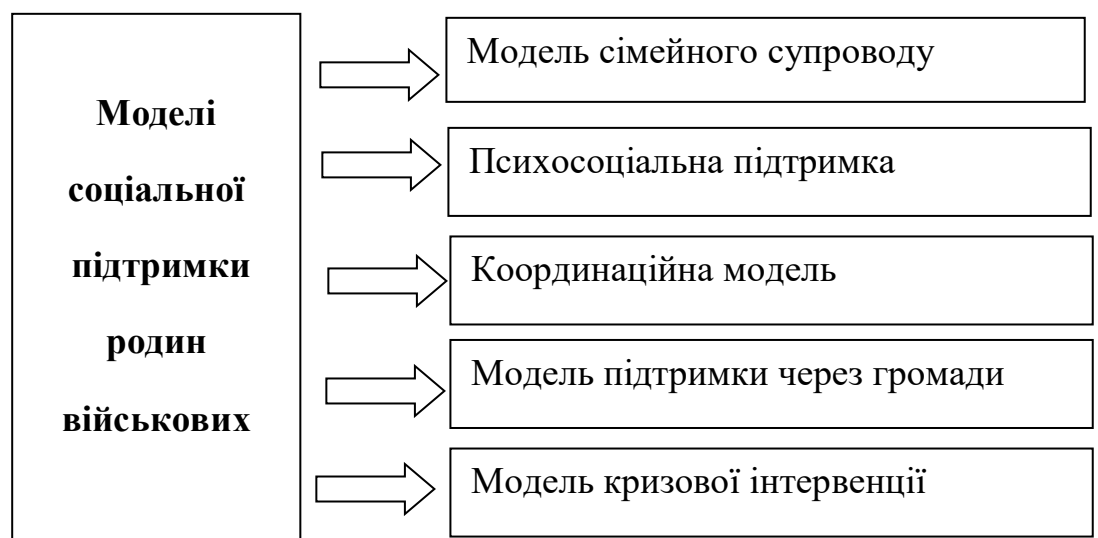 Моделі
соціальної
підтримки
родин
військових
Модель сімейного супроводу
Психосоціальна підтримка
Координаційна модель
Модель підтримки через громади
Модель кризової інтервенції